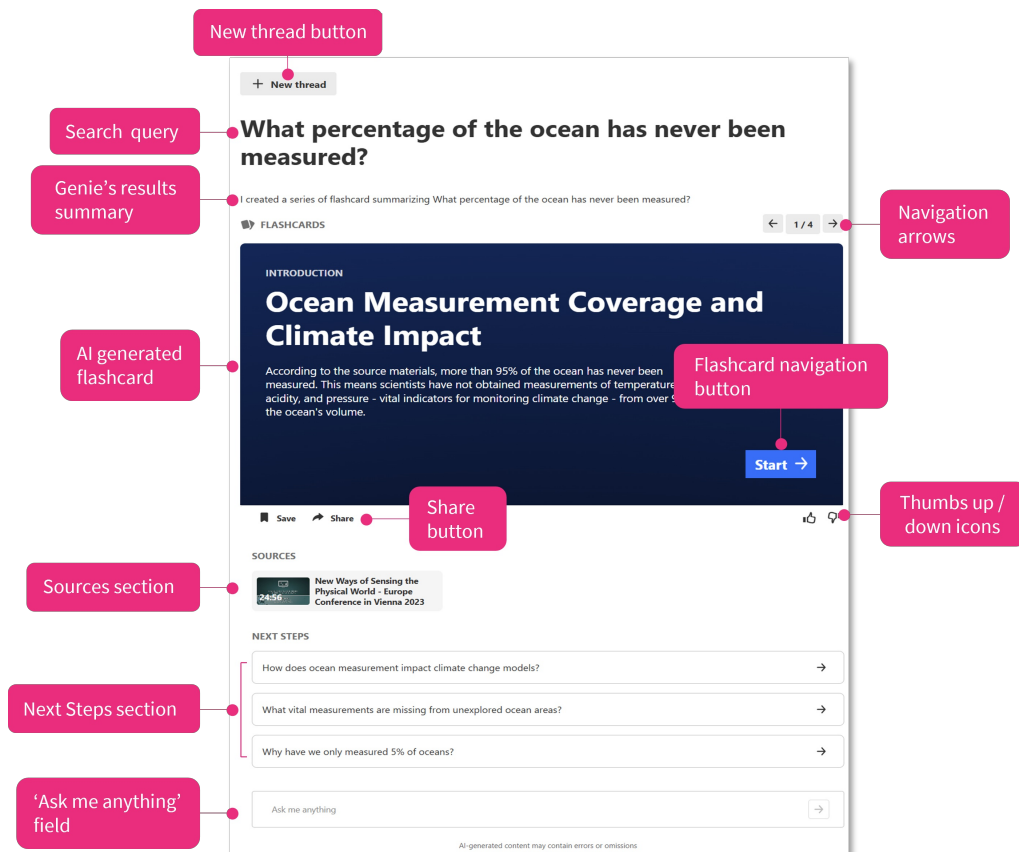 New thread button
+ New thread
Search query
What percentage of the ocean has never been
measured?
Genie's results
summary
I created a series of flashcard summarizing What percentage of the ocean has never been measured?
FLASHCARDS
← 1 / 4 →
Navigation
arrows
INTRODUCTION
Ocean Measurement Coverage and
Climate Impact
AI generated
flashcard
According to the source materials, more than 95% of the ocean has never been
measured. This means scientists have not obtained measurements of temperature
acidity, and pressure - vital indicators for monitoring climate change - from over
the ocean's volume.
Flashcard navigation
button
Start →
Save
Share
Share
button
Thumbs up /
down icons
SOURCES
Sources section
24:56
New Ways of Sensing the
Physical World - Europe
Conference in Vienna 2023
NEXT STEPS
Next Steps section
How does ocean measurement impact climate change models? →
What vital measurements are missing from unexplored ocean areas? →
Why have we only measured 5% of oceans? →
'Ask me anything'
field
Ask me anything →
AI-generated content may contain errors or omissions